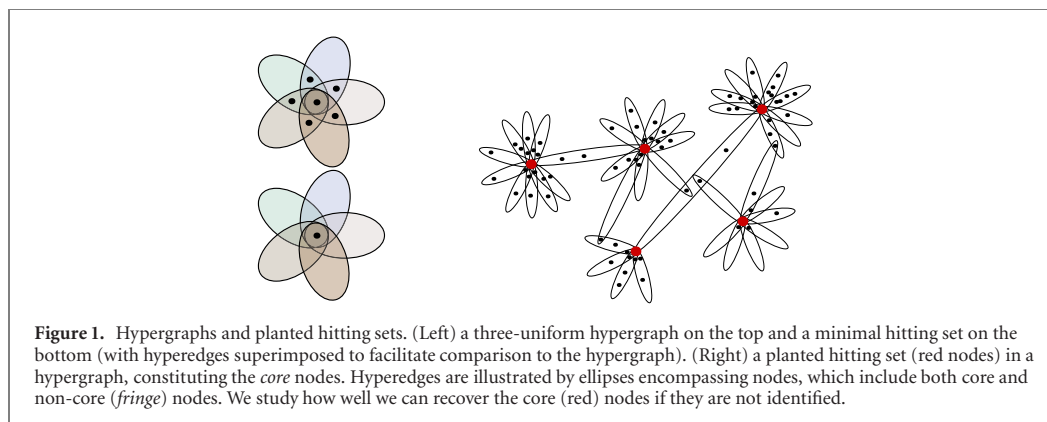 Figure 1. Hypergraphs and planted hitting sets. (Left) a three-uniform hypergraph on the top and a minimal hitting set on the
bottom (with hyperedges superimposed to facilitate comparison to the hypergraph). (Right) a planted hitting set (red nodes) in a
hypergraph, constituting the core nodes. Hyperedges are illustrated by ellipses encompassing nodes, which include both core and
non-core (fringe) nodes. We study how well we can recover the core (red) nodes if they are not identified.